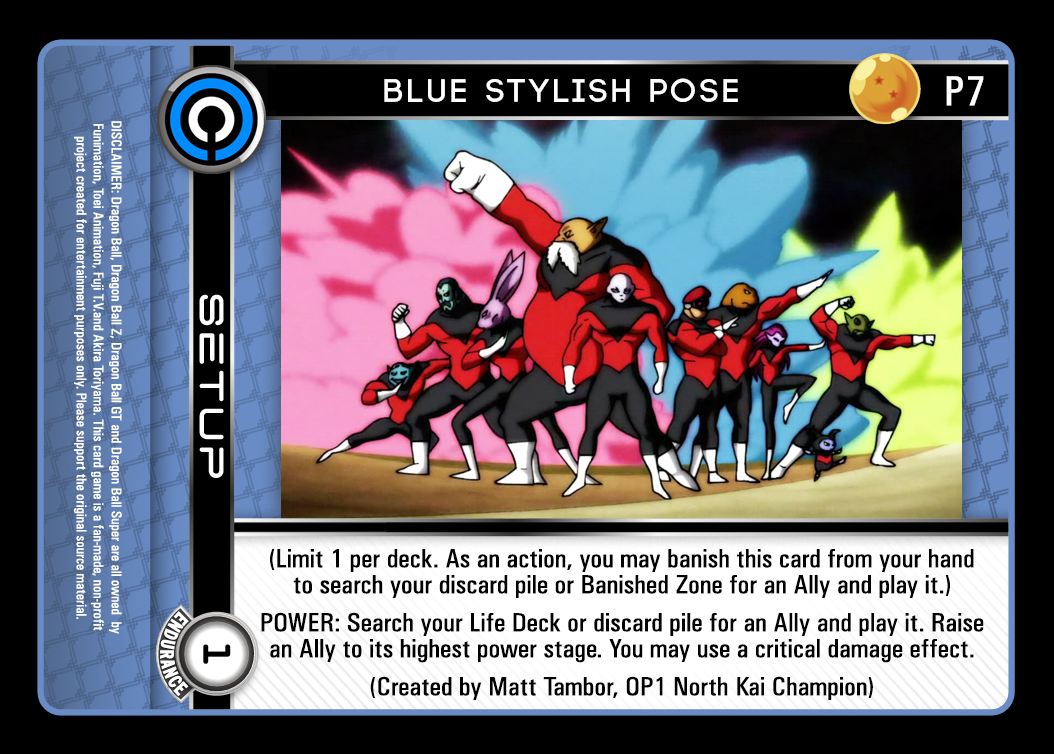 BLUE STYLISH POSE
P7
DISCLAIMER: Dragon Ball, Dragon Ball Z, Dragon Ball GT and Dragon Ball Super are all owned by
Funimation, Toei Animation, Fuji T.V.and Akira Toriyama. This card game is a fan-made, non-profit
project created for entertainment purposes only. Please support the original source material.
SETUP
ENDURANCE
1
(Limit 1 per deck. As an action, you may banish this card from your hand
to search your discard pile or Banished Zone for an Ally and play it.)
POWER: Search your Life Deck or discard pile for an Ally and play it. Raise
an Ally to its highest power stage. You may use a critical damage effect.
(Created by Matt Tambor, OP1 North Kai Champion)